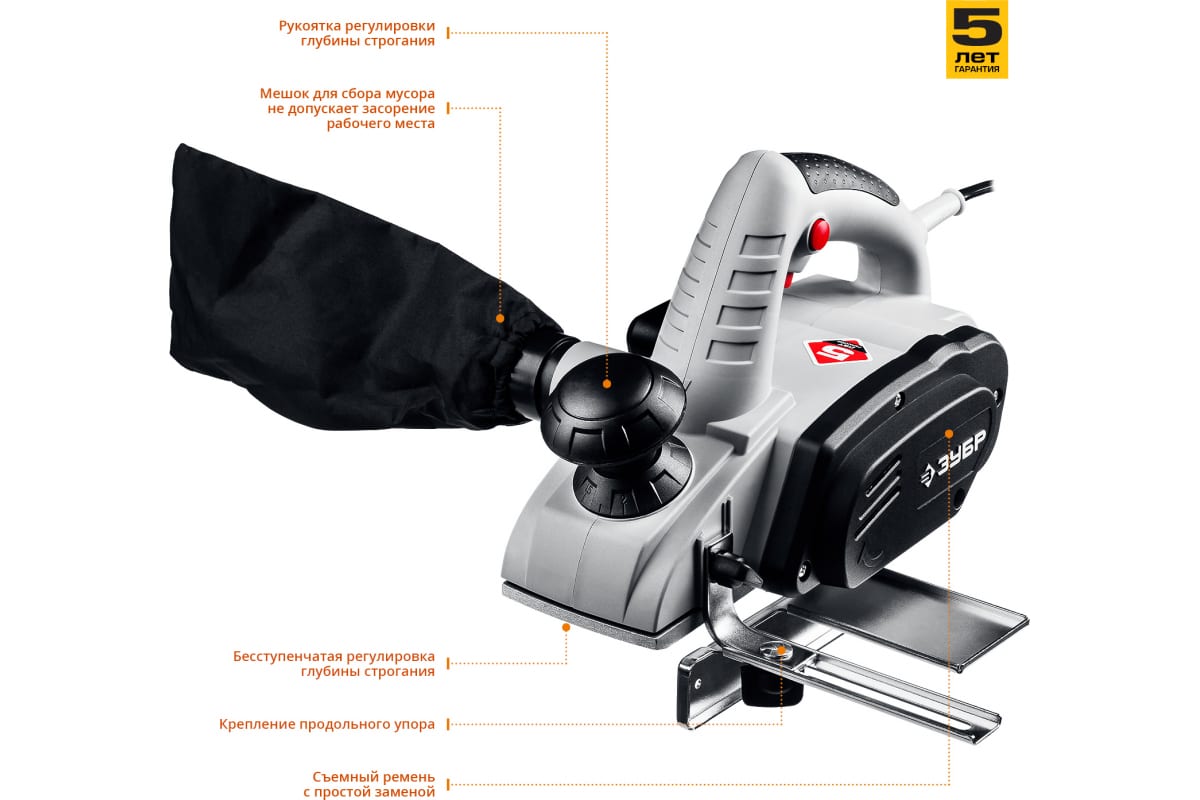 Рукоятка регулировки
глубины строгания
Мешок для сбора мусора
не допускает засорение
рабочего места
5
лет
ГАРАНТИЯ
5
ЗУБР
Бесступенчатая регулировка
глубины строгания
Крепление продольного упора
Съемный ремень
с простой заменой